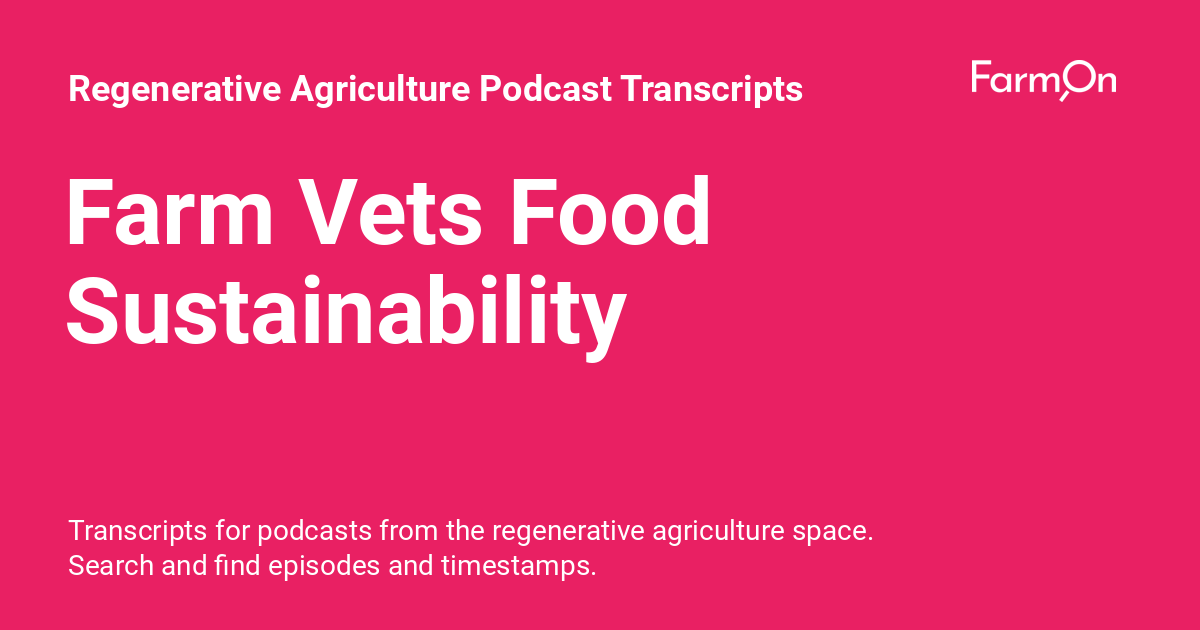 Regenerative Agriculture Podcast Transcripts
FarmOn
Farm Vets Food
Sustainability
Transcripts for podcasts from the regenerative agriculture space.
Search and find episodes and timestamps.